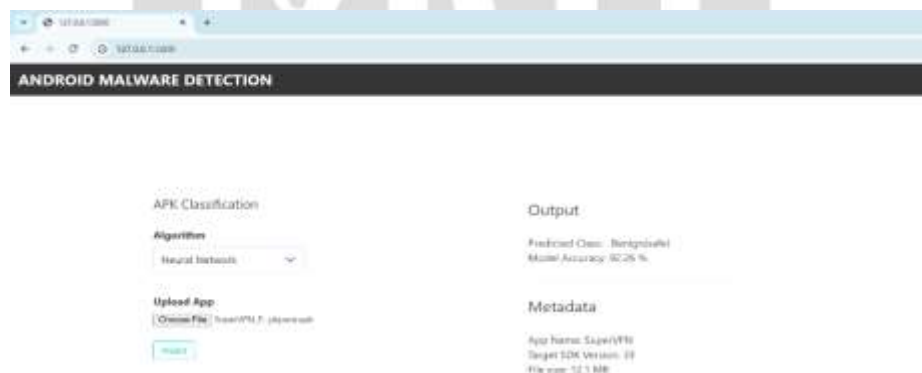 ANDROID MALWARE DETECTION
APK Classification
Algorithm
Neural Network
Upload App
Choose File
Output
Predicted Class: Benign(safe)
Model Accuracy: 92.26 %
Metadata
App Name: SuperVPN
Target SDK Version: 33
File size: 12.1 MB